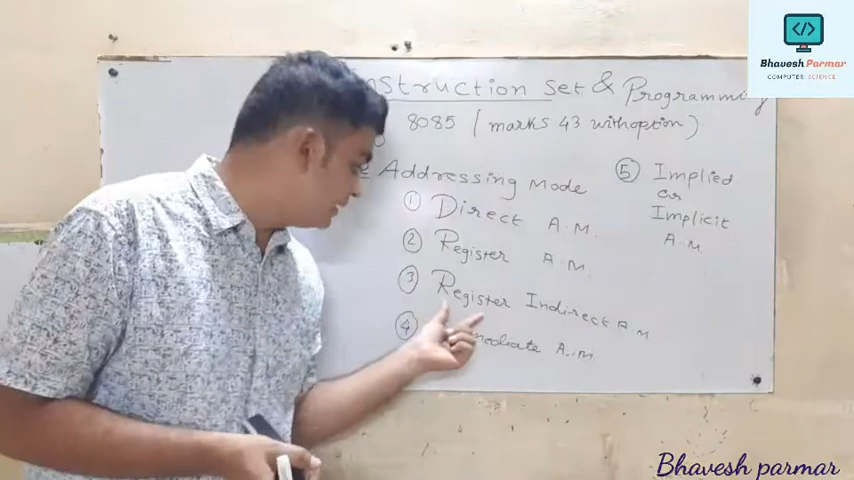 nstruction Set & Programming
8085 (marks 43 withoption)
Addressing mode
① Direct A.M.
② Register A.M.
③ Register Indirect A.M
④ mediate A.M
⑤ Implied
or
Implicit
A.M
Bhavesh Parmar
COMPUTER SCIENCE
Bhavesh parmar